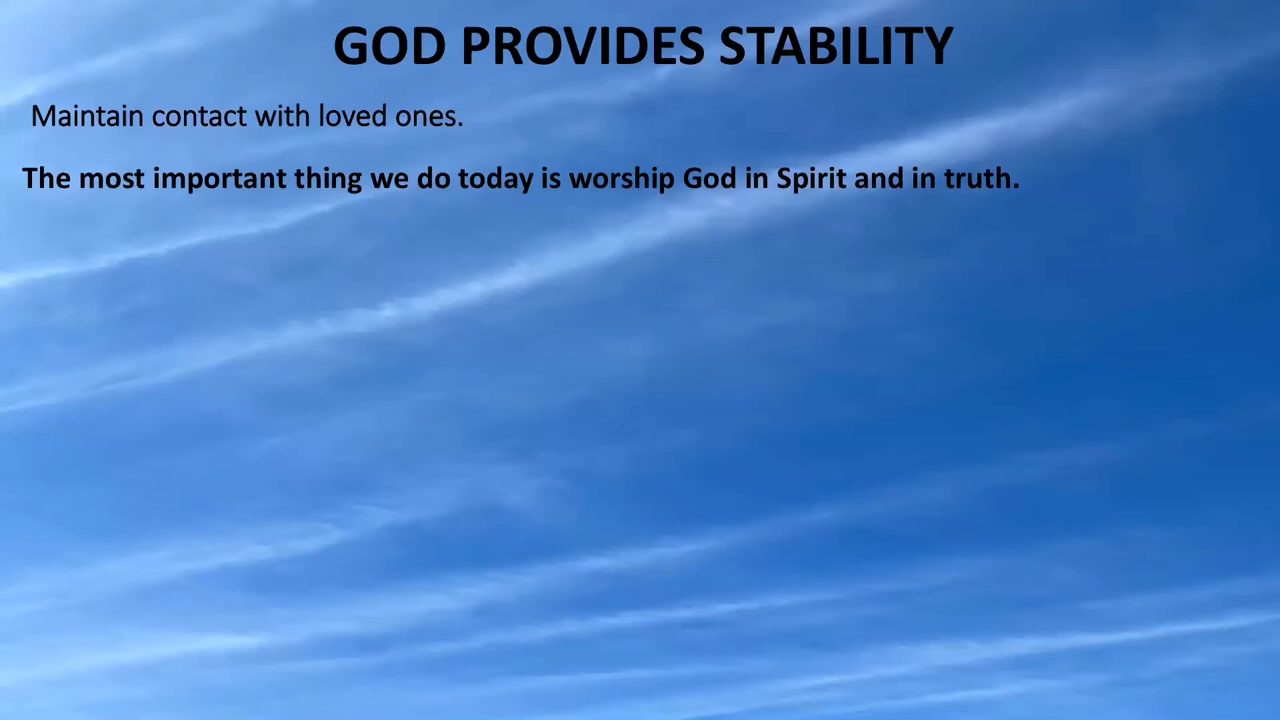 GOD PROVIDES STABILITY
Maintain contact with loved ones.
The most important thing we do today is worship God in Spirit and in truth.